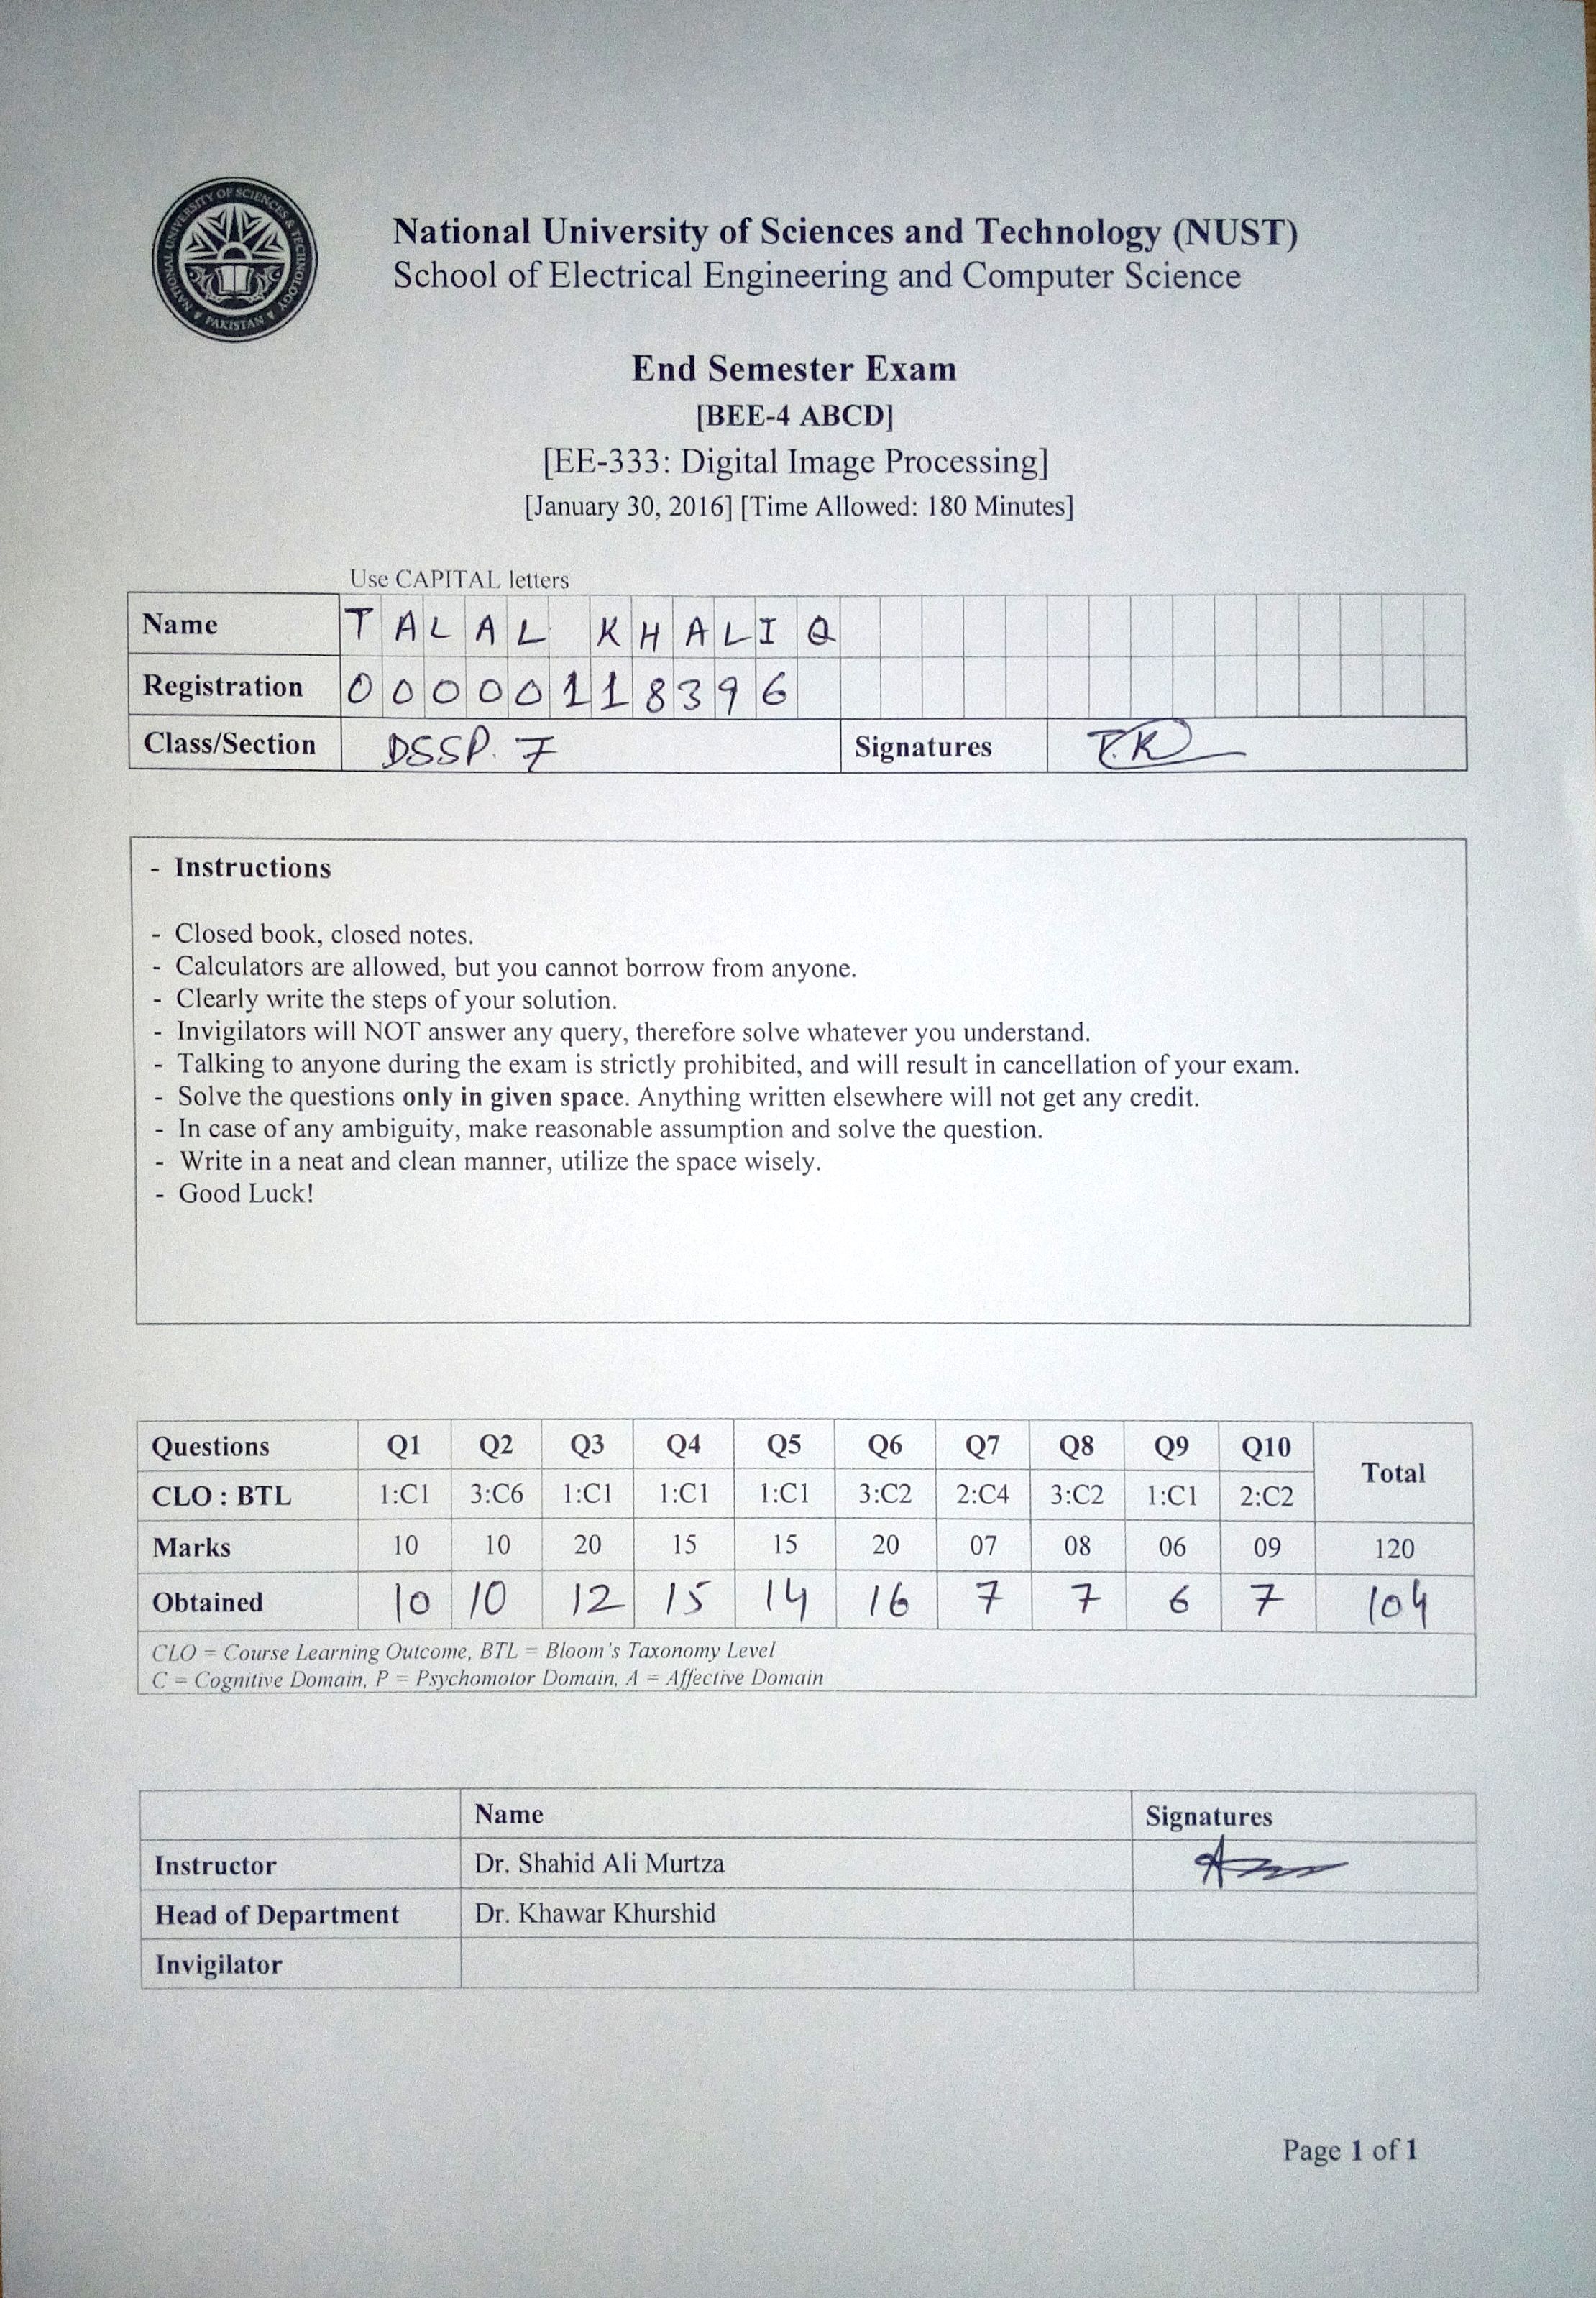 NATIONAL UNIVERSITY OF SCIENCES & TECHNOLOGY
PAKISTAN
National University of Sciences and Technology (NUST)
School of Electrical Engineering and Computer Science
End Semester Exam
[BEE-4 ABCD]
[EE-333: Digital Image Processing]
[January 30, 2016] [Time Allowed: 180 Minutes]
Use CAPITAL letters
Name TALAL KHALIQ
Registration 00000118396
Class/Section DSSP. 7 Signatures T.K
- Instructions
- Closed book, closed notes.
- Calculators are allowed, but you cannot borrow from anyone.
- Clearly write the steps of your solution.
- Invigilators will NOT answer any query, therefore solve whatever you understand.
- Talking to anyone during the exam is strictly prohibited, and will result in cancellation of your exam.
- Solve the questions only in given space. Anything written elsewhere will not get any credit.
- In case of any ambiguity, make reasonable assumption and solve the question.
- Write in a neat and clean manner, utilize the space wisely.
- Good Luck!
Questions Q1 Q2 Q3 Q4 Q5 Q6 Q7 Q8 Q9 Q10 Total
CLO : BTL 1:C1 3:C6 1:C1 1:C1 1:C1 3:C2 2:C4 3:C2 1:C1 2:C2
Marks 10 10 20 15 15 20 07 08 06 09 120
Obtained 10 10 12 15 14 16 7 7 6 7 104
CLO = Course Learning Outcome, BTL = Bloom's Taxonomy Level
C = Cognitive Domain, P = Psychomotor Domain, A = Affective Domain
Name Signatures
Instructor Dr. Shahid Ali Murtza
Head of Department Dr. Khawar Khurshid
Invigilator
Page 1 of 1